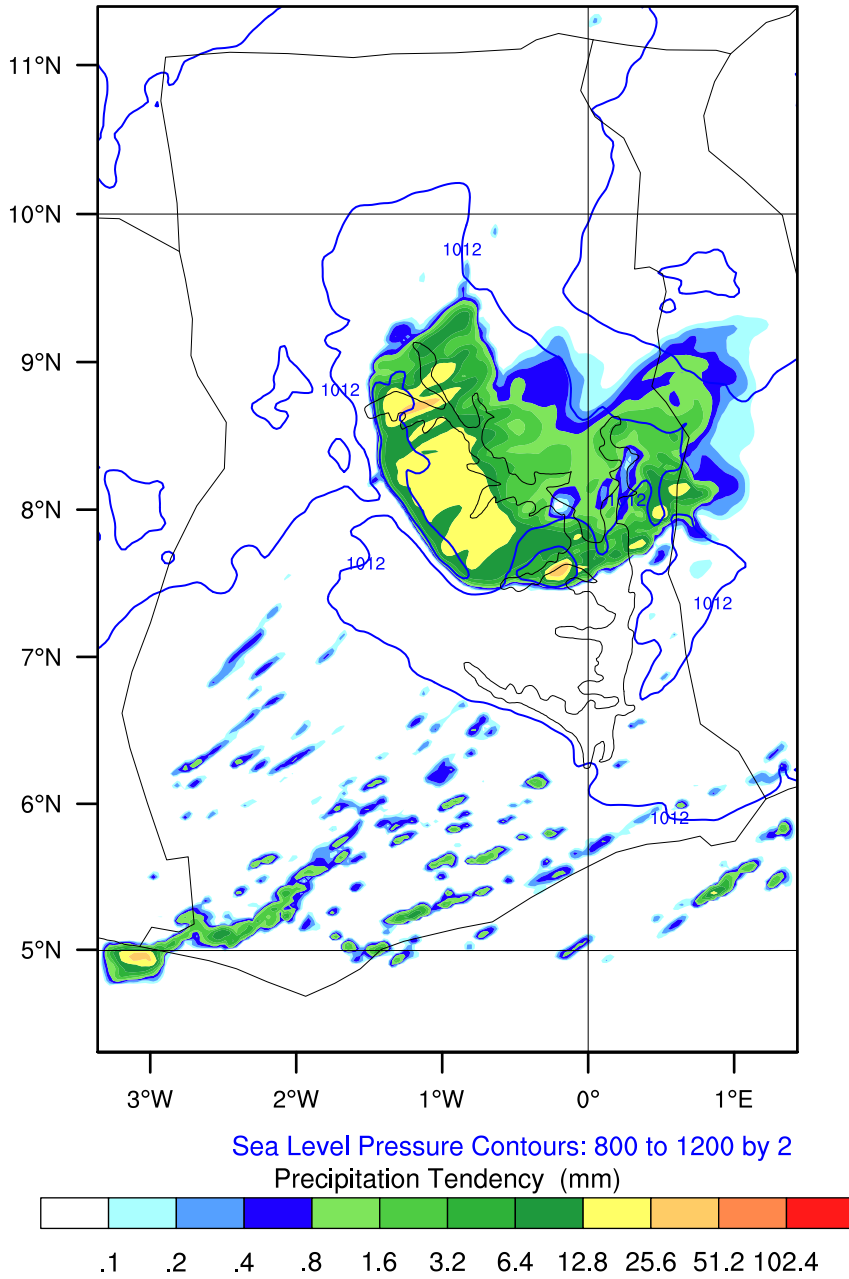 11°N
10°N
1012
9°N
1012
8°N
1012
1012
1012
7°N
6°N
1012
5°N
3°W 2°W 1°W 0° 1°E
Sea Level Pressure Contours: 800 to 1200 by 2
Precipitation Tendency (mm)
.1 .2 .4 .8 1.6 3.2 6.4 12.8 25.6 51.2 102.4